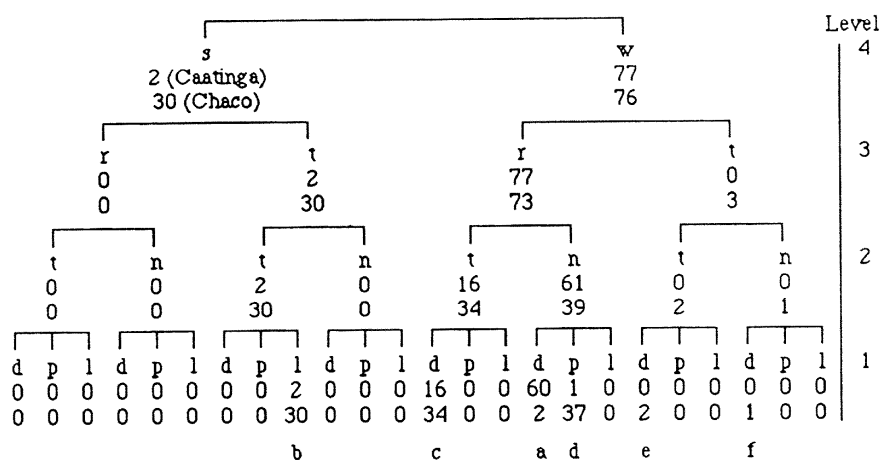 Level
s w 4
2 (Caatinga) 77
30 (Chaco) 76
r t r t 3
0 2 77 0
0 30 73 3
t n t n t n t n 2
0 0 2 0 16 61 0 0
0 0 30 0 34 39 2 1
d p l d p l d p l d p l d p l d p l d p l d p l 1
0 0 0 0 0 0 0 0 2 0 0 0 16 0 0 60 1 0 0 0 0 0 0 0
0 0 0 0 0 0 0 0 30 0 0 0 34 0 0 2 37 0 2 0 0 1 0 0
b c a d e f